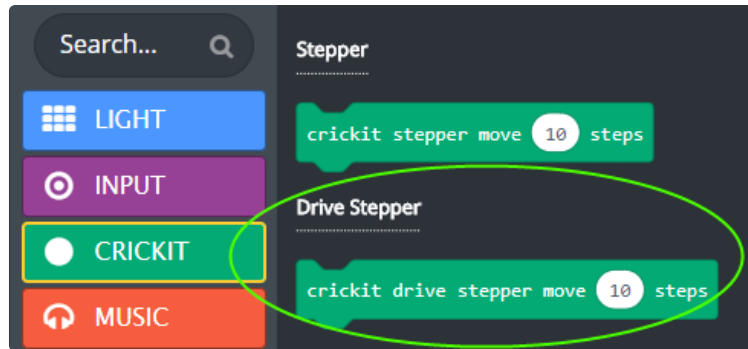 Search...
LIGHT
INPUT
CRICKIT
MUSIC
Stepper
crickit stepper move 10 steps
Drive Stepper
crickit drive stepper move 10 steps